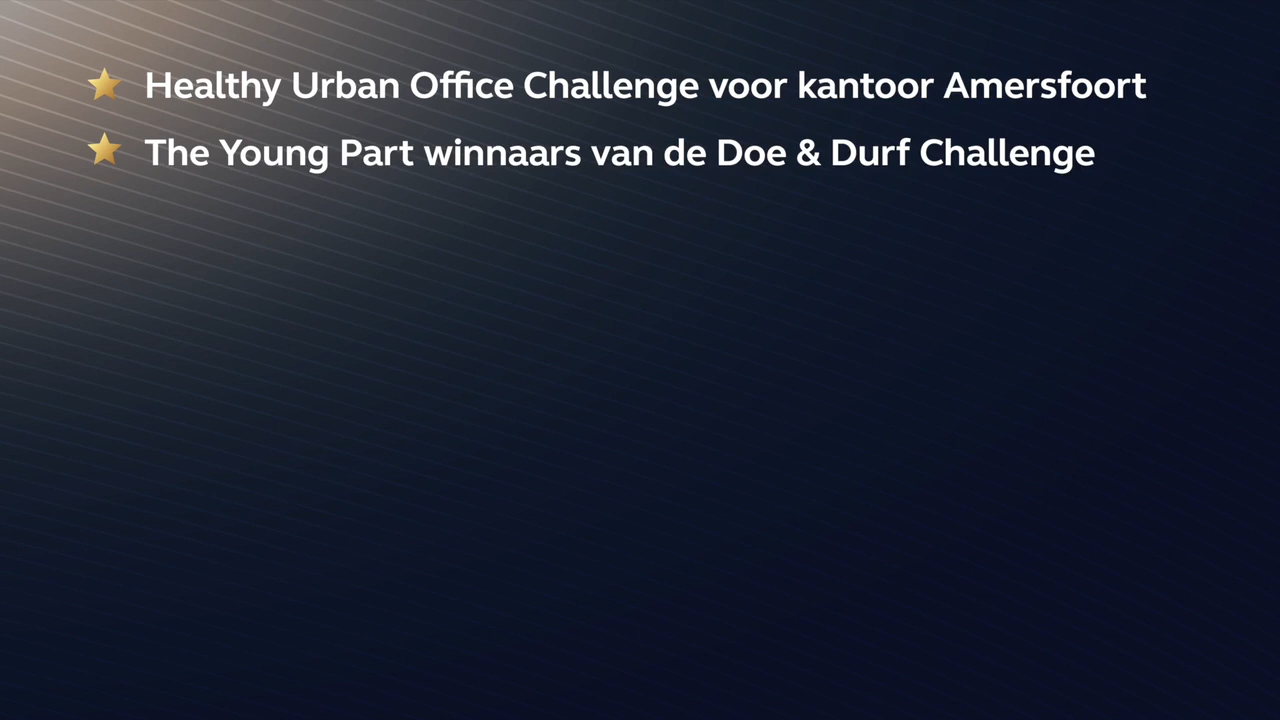 Healthy Urban Office Challenge voor kantoor Amersfoort
The Young Part winnaars van de Doe & Durf Challenge